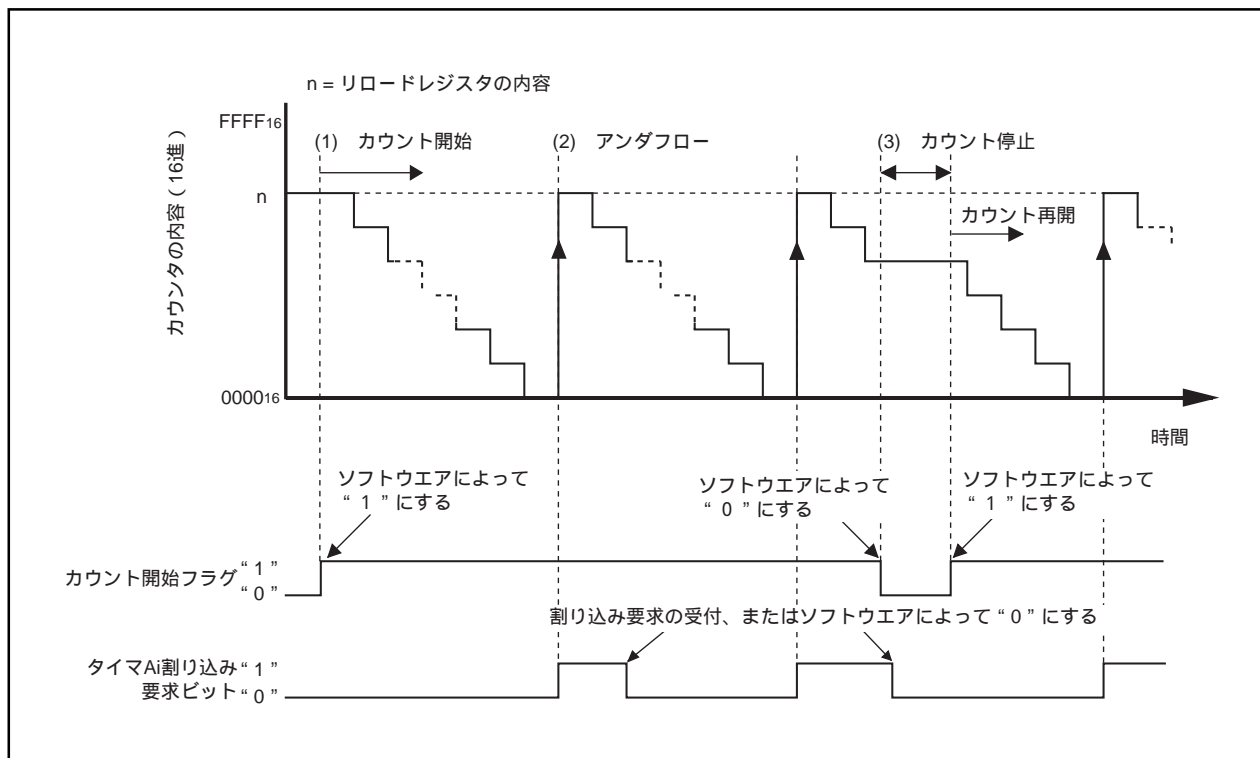 n = リロードレジスタの内容
FFFF16
カウンタの内容（16進）
(1) カウント開始
(2) アンダフロー
(3) カウント停止
n
カウント再開
000016
時間
ソフトウエアによって
“ 1 ” にする
ソフトウエアによって
“ 0 ” にする
ソフトウエアによって
“ 1 ” にする
カウント開始フラグ “ 1 ”
“ 0 ”
割り込み要求の受付、またはソフトウエアによって “ 0 ” にする
タイマAi割り込み “ 1 ”
要求ビット “ 0 ”